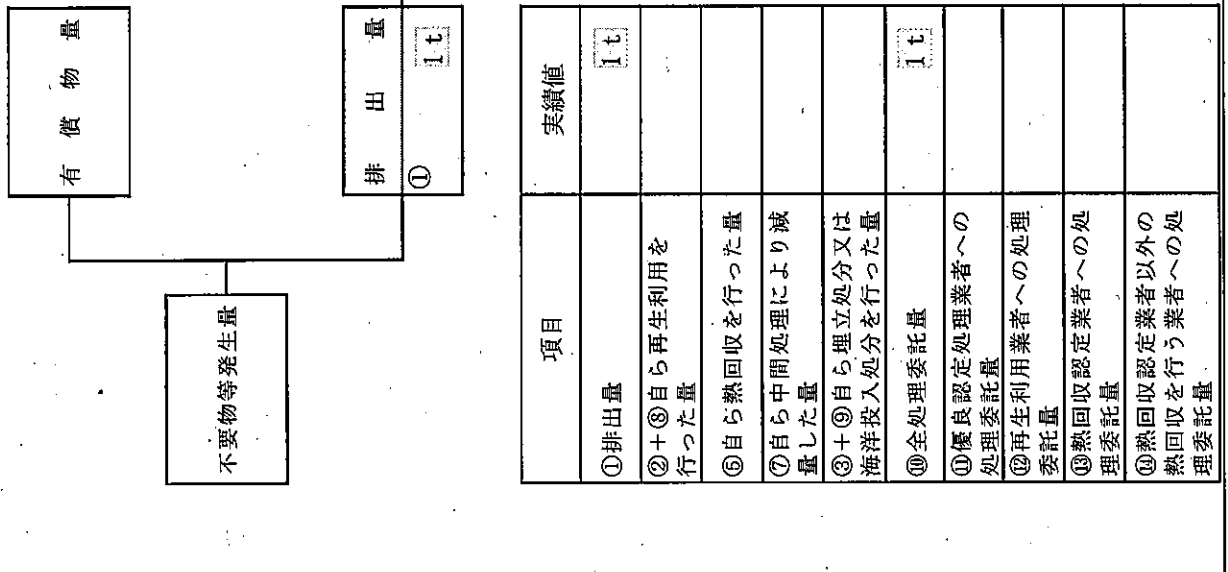 有償物量
不要物等発生量
排出量
① 1t
項目 実績値
①排出量 1t
②+⑧自ら再生利用を
行った量
⑤自ら熱回収を行った量
⑦自ら中間処理により減
量した量
③+⑨自ら埋立処分又は
海洋投入処分を行った量
⑩全処理委託量 1t
⑪優良認定処理業者への
処理委託量
⑫再生利用業者への処理
委託量
⑬熱回収認定業者への処
理委託量
⑭熱回収認定業者以外の
熱回収を行う業者への処
理委託量